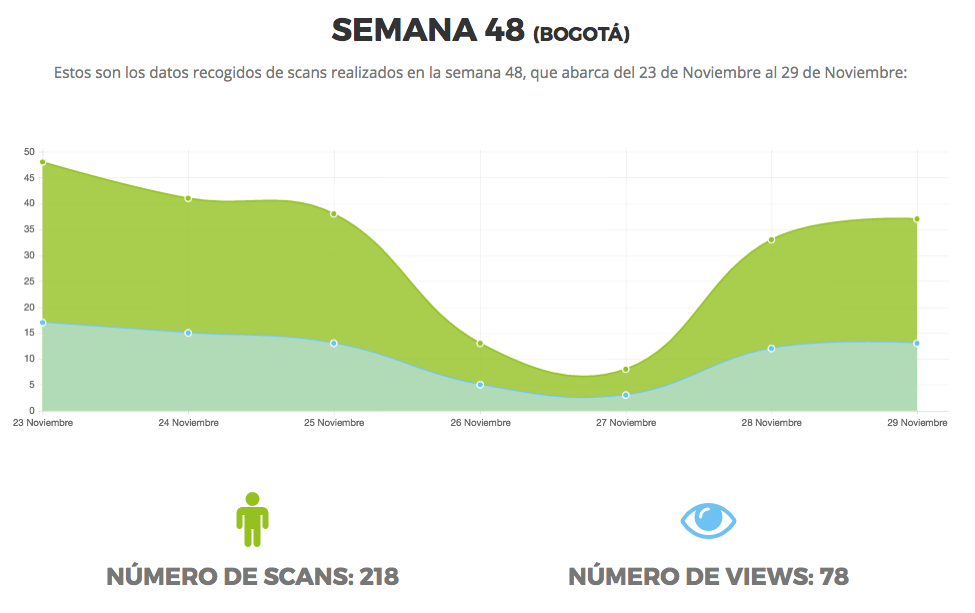 SEMANA 48 (BOGOTÁ)
Estos son los datos recogidos de scans realizados en la semana 48, que abarca del 23 de Noviembre al 29 de Noviembre:
50
45
40
35
30
25
20
15
10
5
0
23 Noviembre 24 Noviembre 25 Noviembre 26 Noviembre 27 Noviembre 28 Noviembre 29 Noviembre
NÚMERO DE SCANS: 218 NÚMERO DE VIEWS: 78